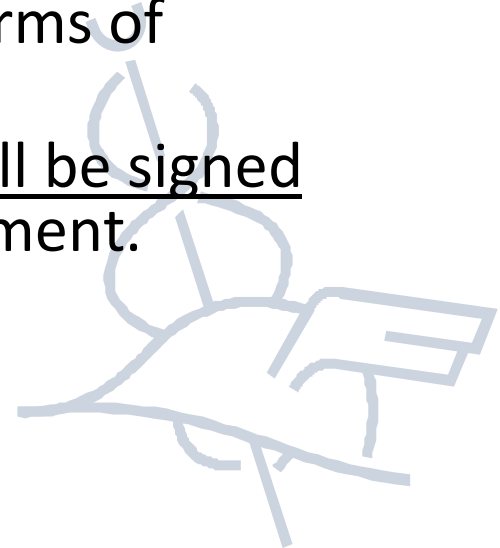 rms of
ll be signed
ment.